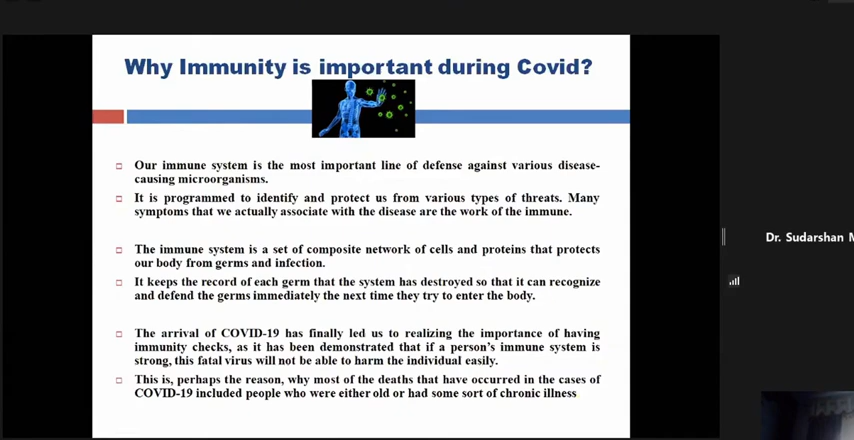 Why Immunity is important during Covid?
Our immune system is the most important line of defense against various disease-
causing microorganisms.
It is programmed to identify and protect us from various types of threats. Many
symptoms that we actually associate with the disease are the work of the immune.
The immune system is a set of composite network of cells and proteins that protects
our body from germs and infection.
It keeps the record of each germ that the system has destroyed so that it can recognize
and defend the germs immediately the next time they try to enter the body.
The arrival of COVID-19 has finally led us to realizing the importance of having
immunity checks, as it has been demonstrated that if a person's immune system is
strong, this fatal virus will not be able to harm the individual easily.
This is, perhaps the reason, why most of the deaths that have occurred in the cases of
COVID-19 included people who were either old or had some sort of chronic illness
Dr. Sudarshan M